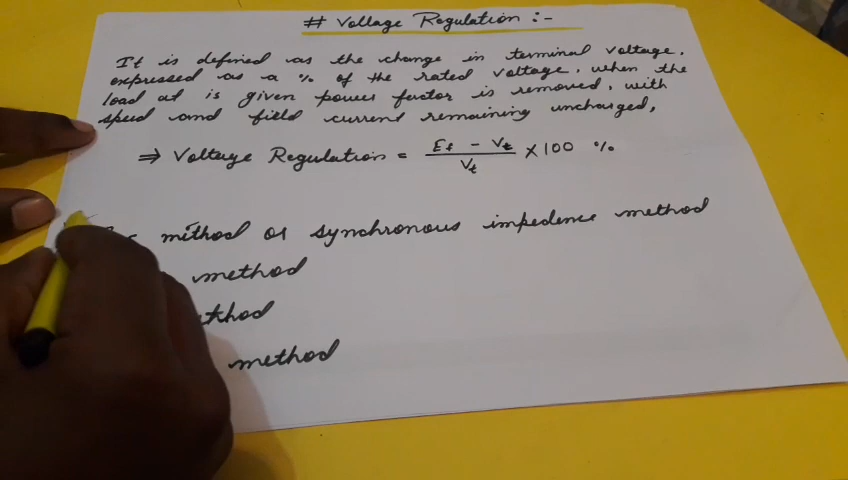 # Voltage Regulation :-
It is defined as the change in terminal voltage,
expressed as a % of the rated voltage, when the
load at is given power factor is removed, with
speed and field current remaining unchanged,
⇒ Voltage Regulation = Ef - Vt / Vt × 100 %
method or synchronous impedence method
method
method
method